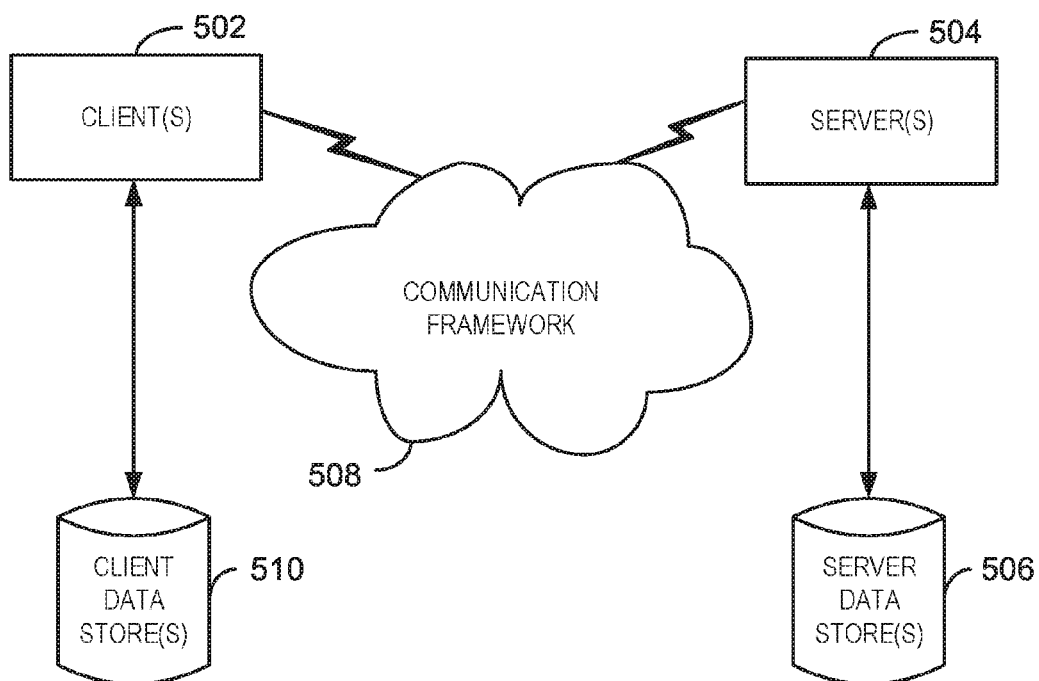 502
504
CLIENT(S)
SERVER(S)
COMMUNICATION
FRAMEWORK
508
CLIENT
DATA
STORE(S)
510
SERVER
DATA
STORE(S)
506